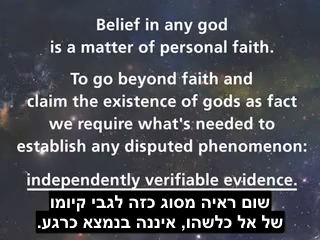 Belief in any god
is a matter of personal faith.
To go beyond faith and
claim the existence of gods as fact
we require what's needed to
establish any disputed phenomenon:
independently verifiable evidence.
שום ראיה מסוג כזה לגבי קיומו
של אל כלשהו, איננה בנמצא כרגע.